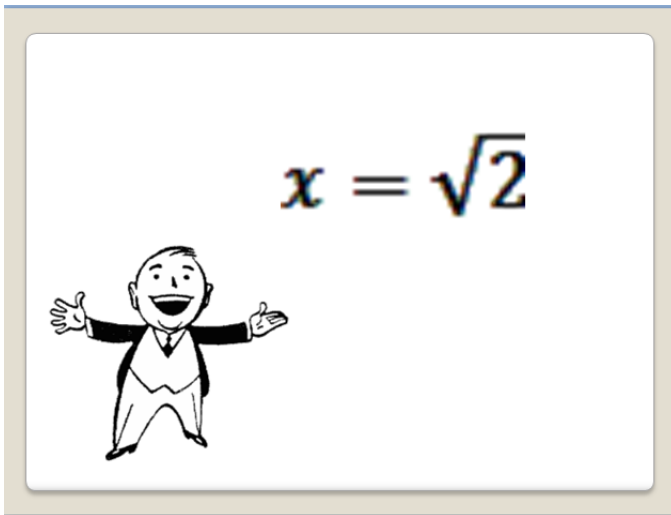 x = √2